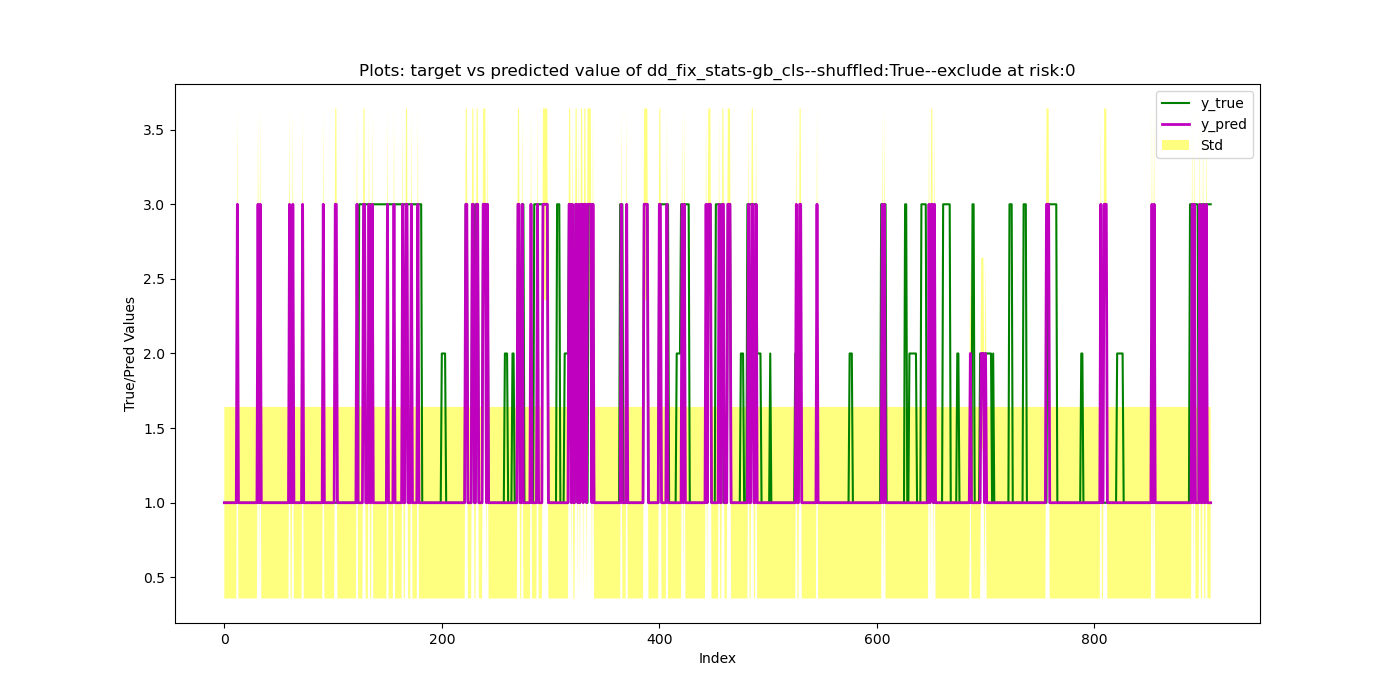 Plots: target vs predicted value of dd_fix_stats-gb_cls--shuffled:True--exclude at risk:0
y_true
y_pred
Std
True/Pred Values
3.5
3.0
2.5
2.0
1.5
1.0
0.5
0 200 400 600 800
Index